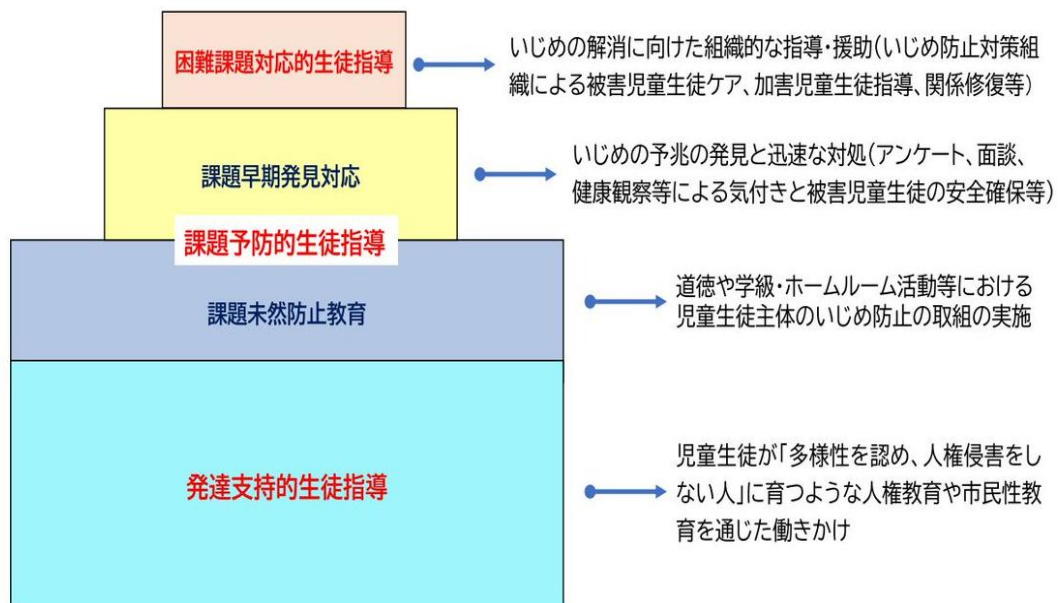 困難課題対応的生徒指導
いじめの解消に向けた組織的な指導・援助(いじめ防止対策組
織による被害児童生徒ケア、加害児童生徒指導、関係修復等)
課題早期発見対応
いじめの予兆の発見と迅速な対処(アンケート、面談、
健康観察等による気付きと被害児童生徒の安全確保等)
課題予防的生徒指導
課題未然防止教育
道徳や学級・ホームルーム活動等における
児童生徒主体のいじめ防止の取組の実施
発達支持的生徒指導
児童生徒が「多様性を認め、人権侵害をし
ない人」に育つような人権教育や市民性教
育を通じた働きかけ